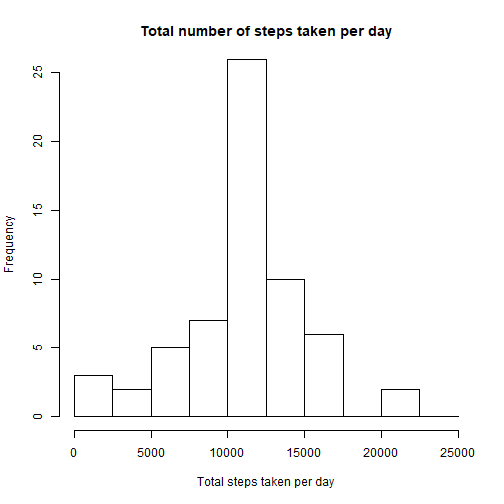 Total number of steps taken per day
Frequency
25
20
15
10
5
0
0 5000 10000 15000 20000 25000
Total steps taken per day